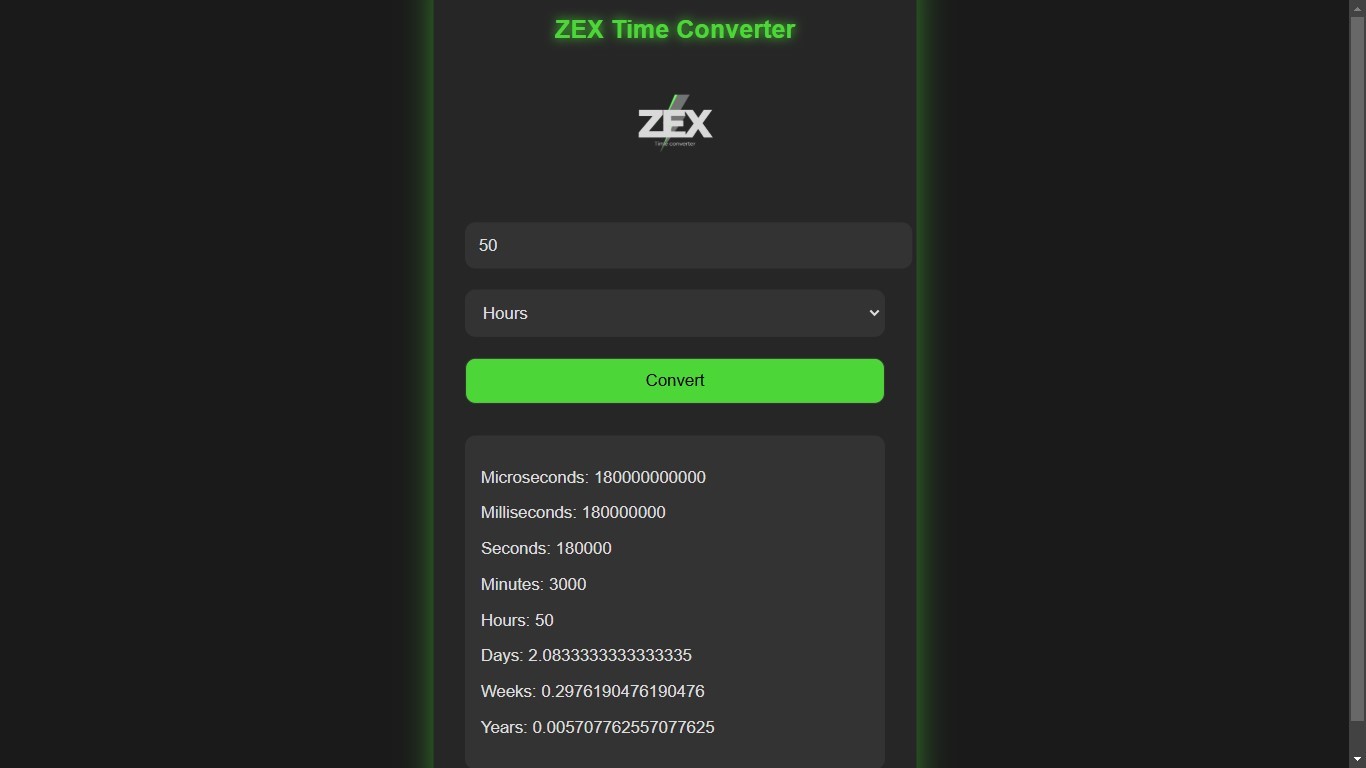 ZEX Time Converter
ZEX
Time converter
50
Hours
Convert
Microseconds: 180000000000
Milliseconds: 180000000
Seconds: 180000
Minutes: 3000
Hours: 50
Days: 2.0833333333333335
Weeks: 0.2976190476190476
Years: 0.005707762557077625